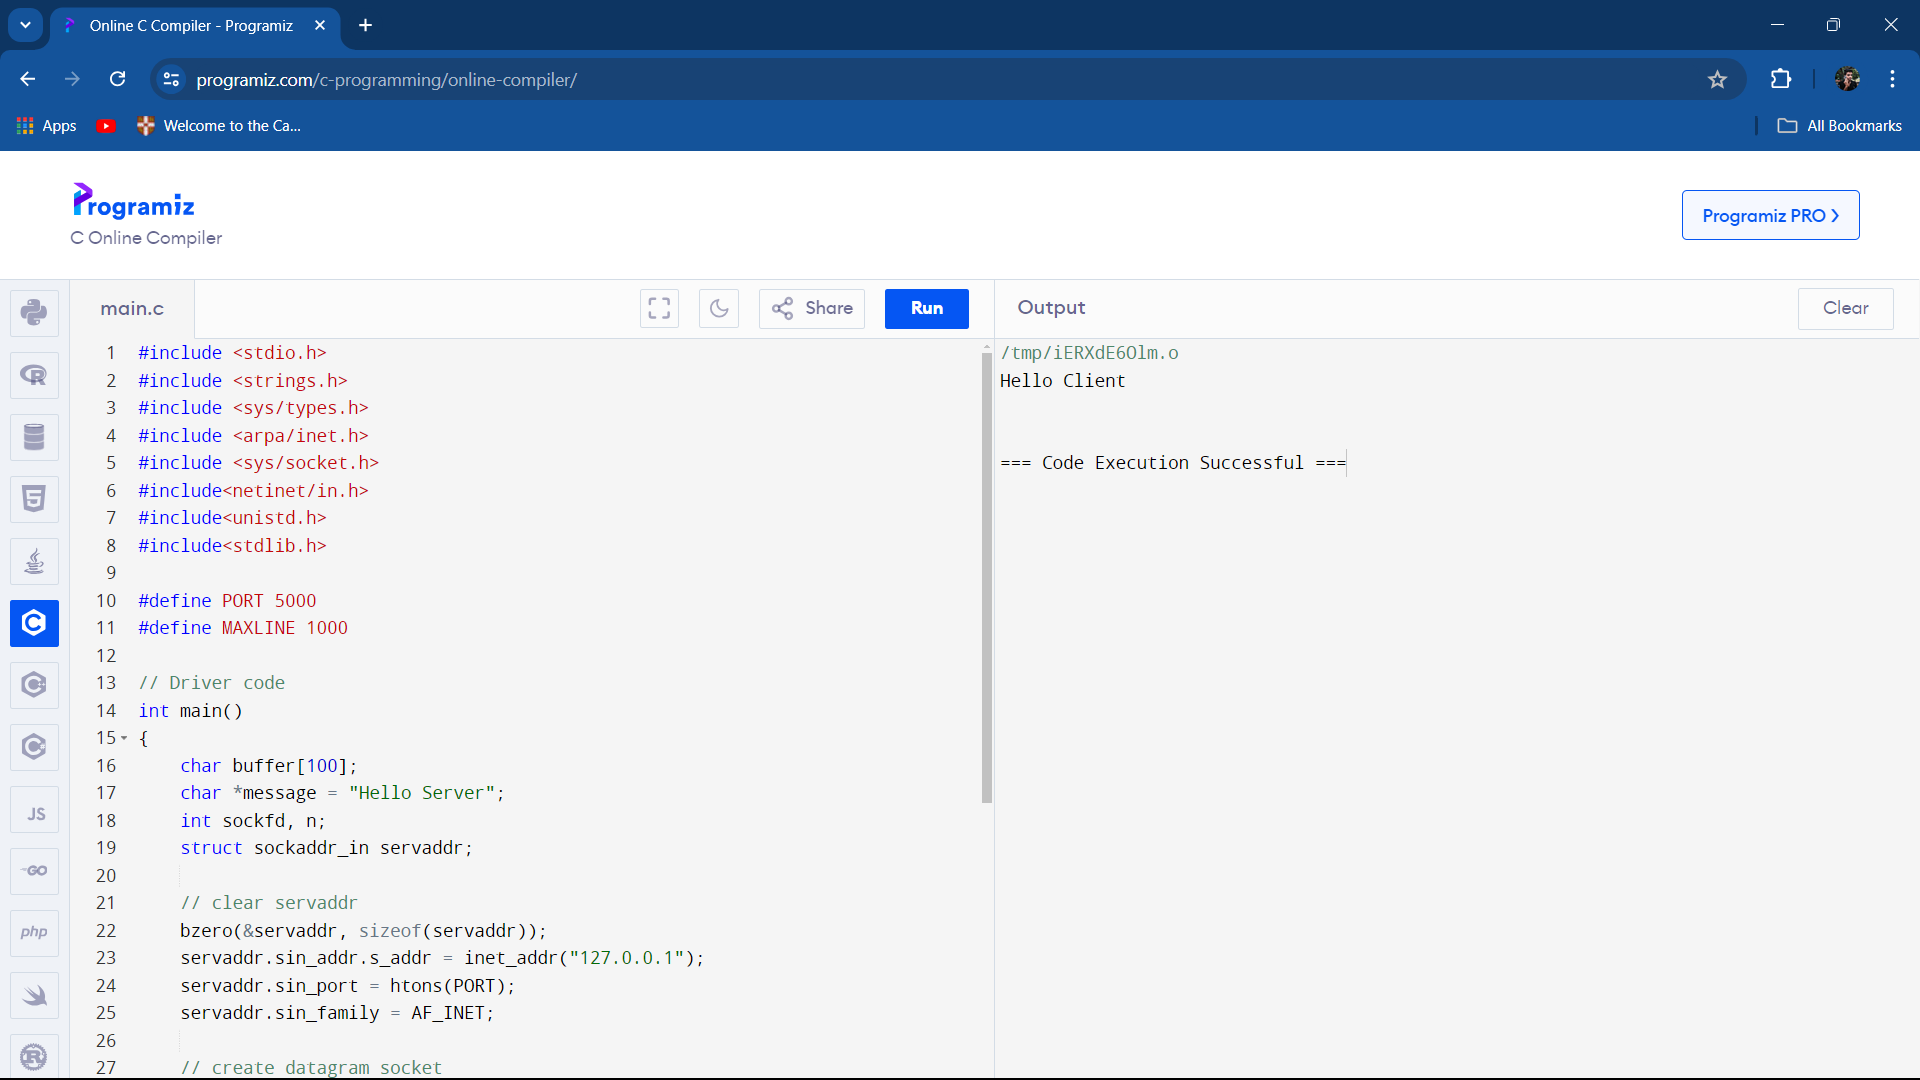 Online C Compiler - Programiz
programiz.com/c-programming/online-compiler/
Apps
Welcome to the Ca...
All Bookmarks
Programiz
C Online Compiler
Programiz PRO >
main.c
Share
Run
Output
Clear
1 #include <stdio.h>
2 #include <strings.h>
3 #include <sys/types.h>
4 #include <arpa/inet.h>
5 #include <sys/socket.h>
6 #include<netinet/in.h>
7 #include<unistd.h>
8 #include<stdlib.h>
9
10 #define PORT 5000
11 #define MAXLINE 1000
12
13 // Driver code
14 int main()
15 {
16 char buffer[100];
17 char *message = "Hello Server";
18 int sockfd, n;
19 struct sockaddr_in servaddr;
20
21 // clear servaddr
22 bzero(&servaddr, sizeof(servaddr));
23 servaddr.sin_addr.s_addr = inet_addr("127.0.0.1");
24 servaddr.sin_port = htons(PORT);
25 servaddr.sin_family = AF_INET;
26
27 // create datagram socket
/tmp/iERXdE6Olm.o
Hello Client
=== Code Execution Successful ===
R
5
C
C
C
JS
GO
php
R